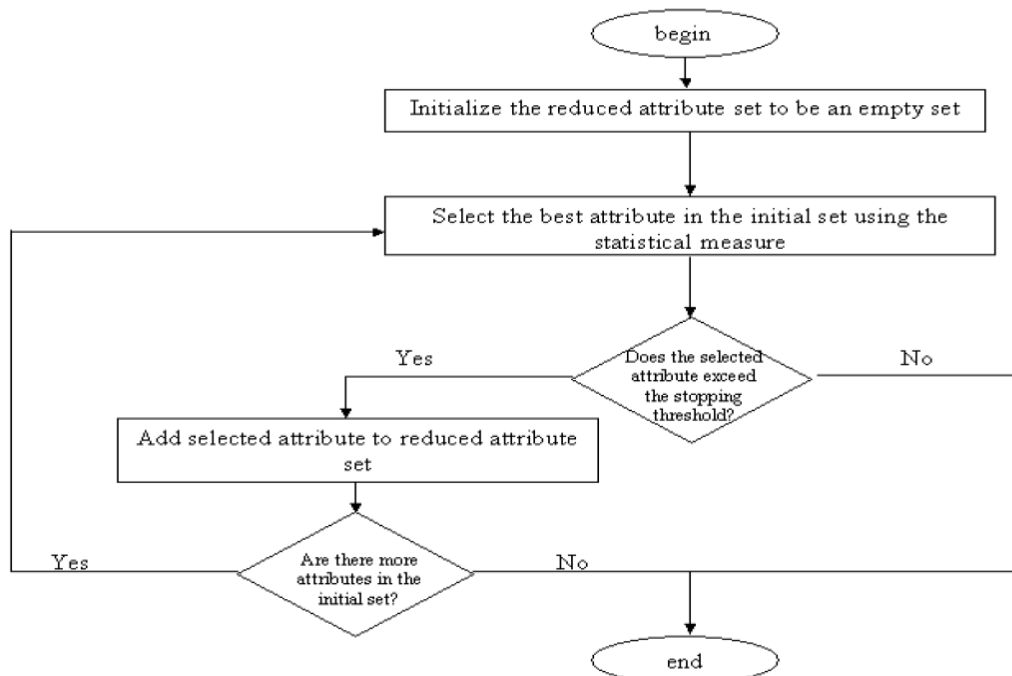 begin
Initialize the reduced attribute set to be an empty set
Select the best attribute in the initial set using the
statistical measure
Yes
Does the selected
attribute exceed
the stopping
threshold?
No
Add selected attribute to reduced attribute
set
Yes
Are there more
attributes in the
initial set?
No
end